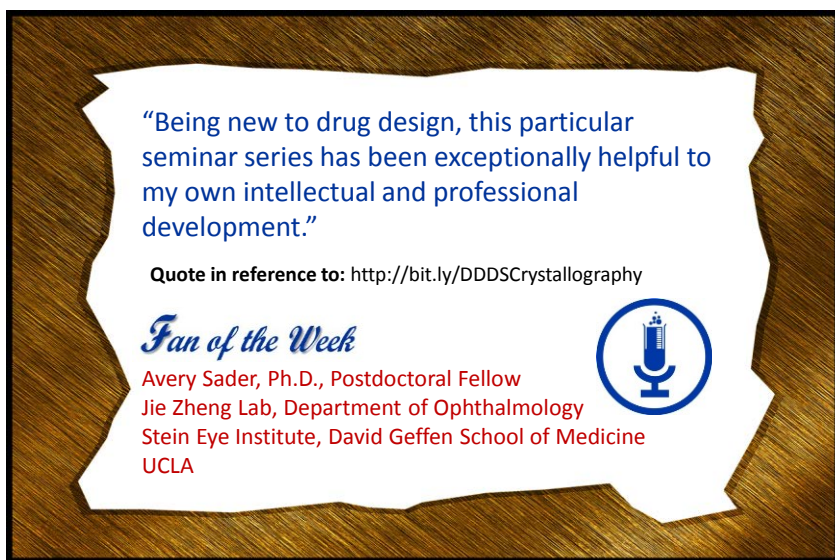 “Being new to drug design, this particular
seminar series has been exceptionally helpful to
my own intellectual and professional
development.”
Quote in reference to: http://bit.ly/DDDSCrystallography
Fan of the Week
Avery Sader, Ph.D., Postdoctoral Fellow
Jie Zheng Lab, Department of Ophthalmology
Stein Eye Institute, David Geffen School of Medicine
UCLA